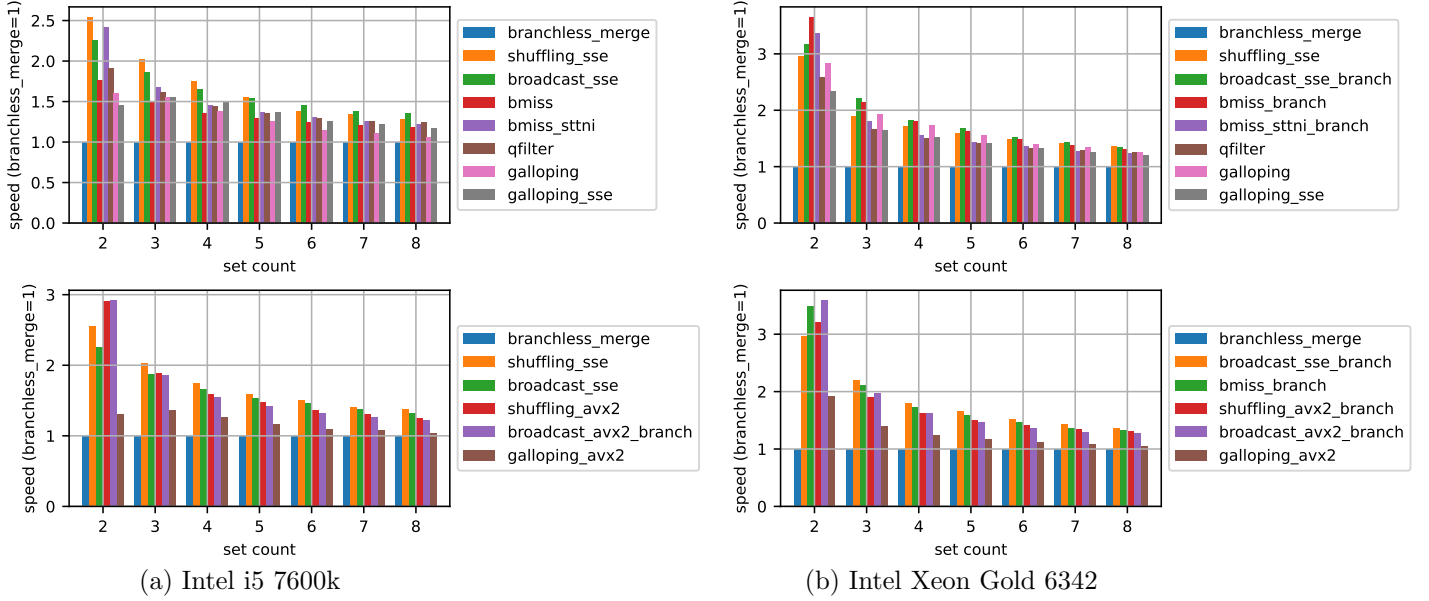 speed (branchless_merge=1)
2.5
2.0
1.5
1.0
0.5
0.0
2 3 4 5 6 7 8
set count
branchless_merge
shuffling_sse
broadcast_sse
bmiss
bmiss_sttni
qfilter
galloping
galloping_sse
speed (branchless_merge=1)
3
2
1
0
2 3 4 5 6 7 8
set count
branchless_merge
shuffling_sse
broadcast_sse_branch
bmiss_branch
bmiss_sttni_branch
qfilter
galloping
galloping_sse
speed (branchless_merge=1)
3
2
1
0
2 3 4 5 6 7 8
set count
branchless_merge
shuffling_sse
broadcast_sse
shuffling_avx2
broadcast_avx2_branch
galloping_avx2
speed (branchless_merge=1)
3
2
1
0
2 3 4 5 6 7 8
set count
branchless_merge
broadcast_sse_branch
bmiss_branch
shuffling_avx2_branch
broadcast_avx2_branch
galloping_avx2
(a) Intel i5 7600k
(b) Intel Xeon Gold 6342